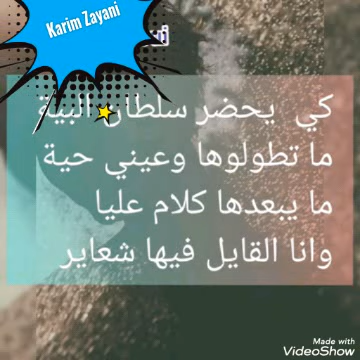 Karim Zayani
كي يحضر سلطان البية
ما تطولوها وعيني حية
ما يبعدها كلام عليا
وانا القايل فيها شعاير
Made with
VideoShow